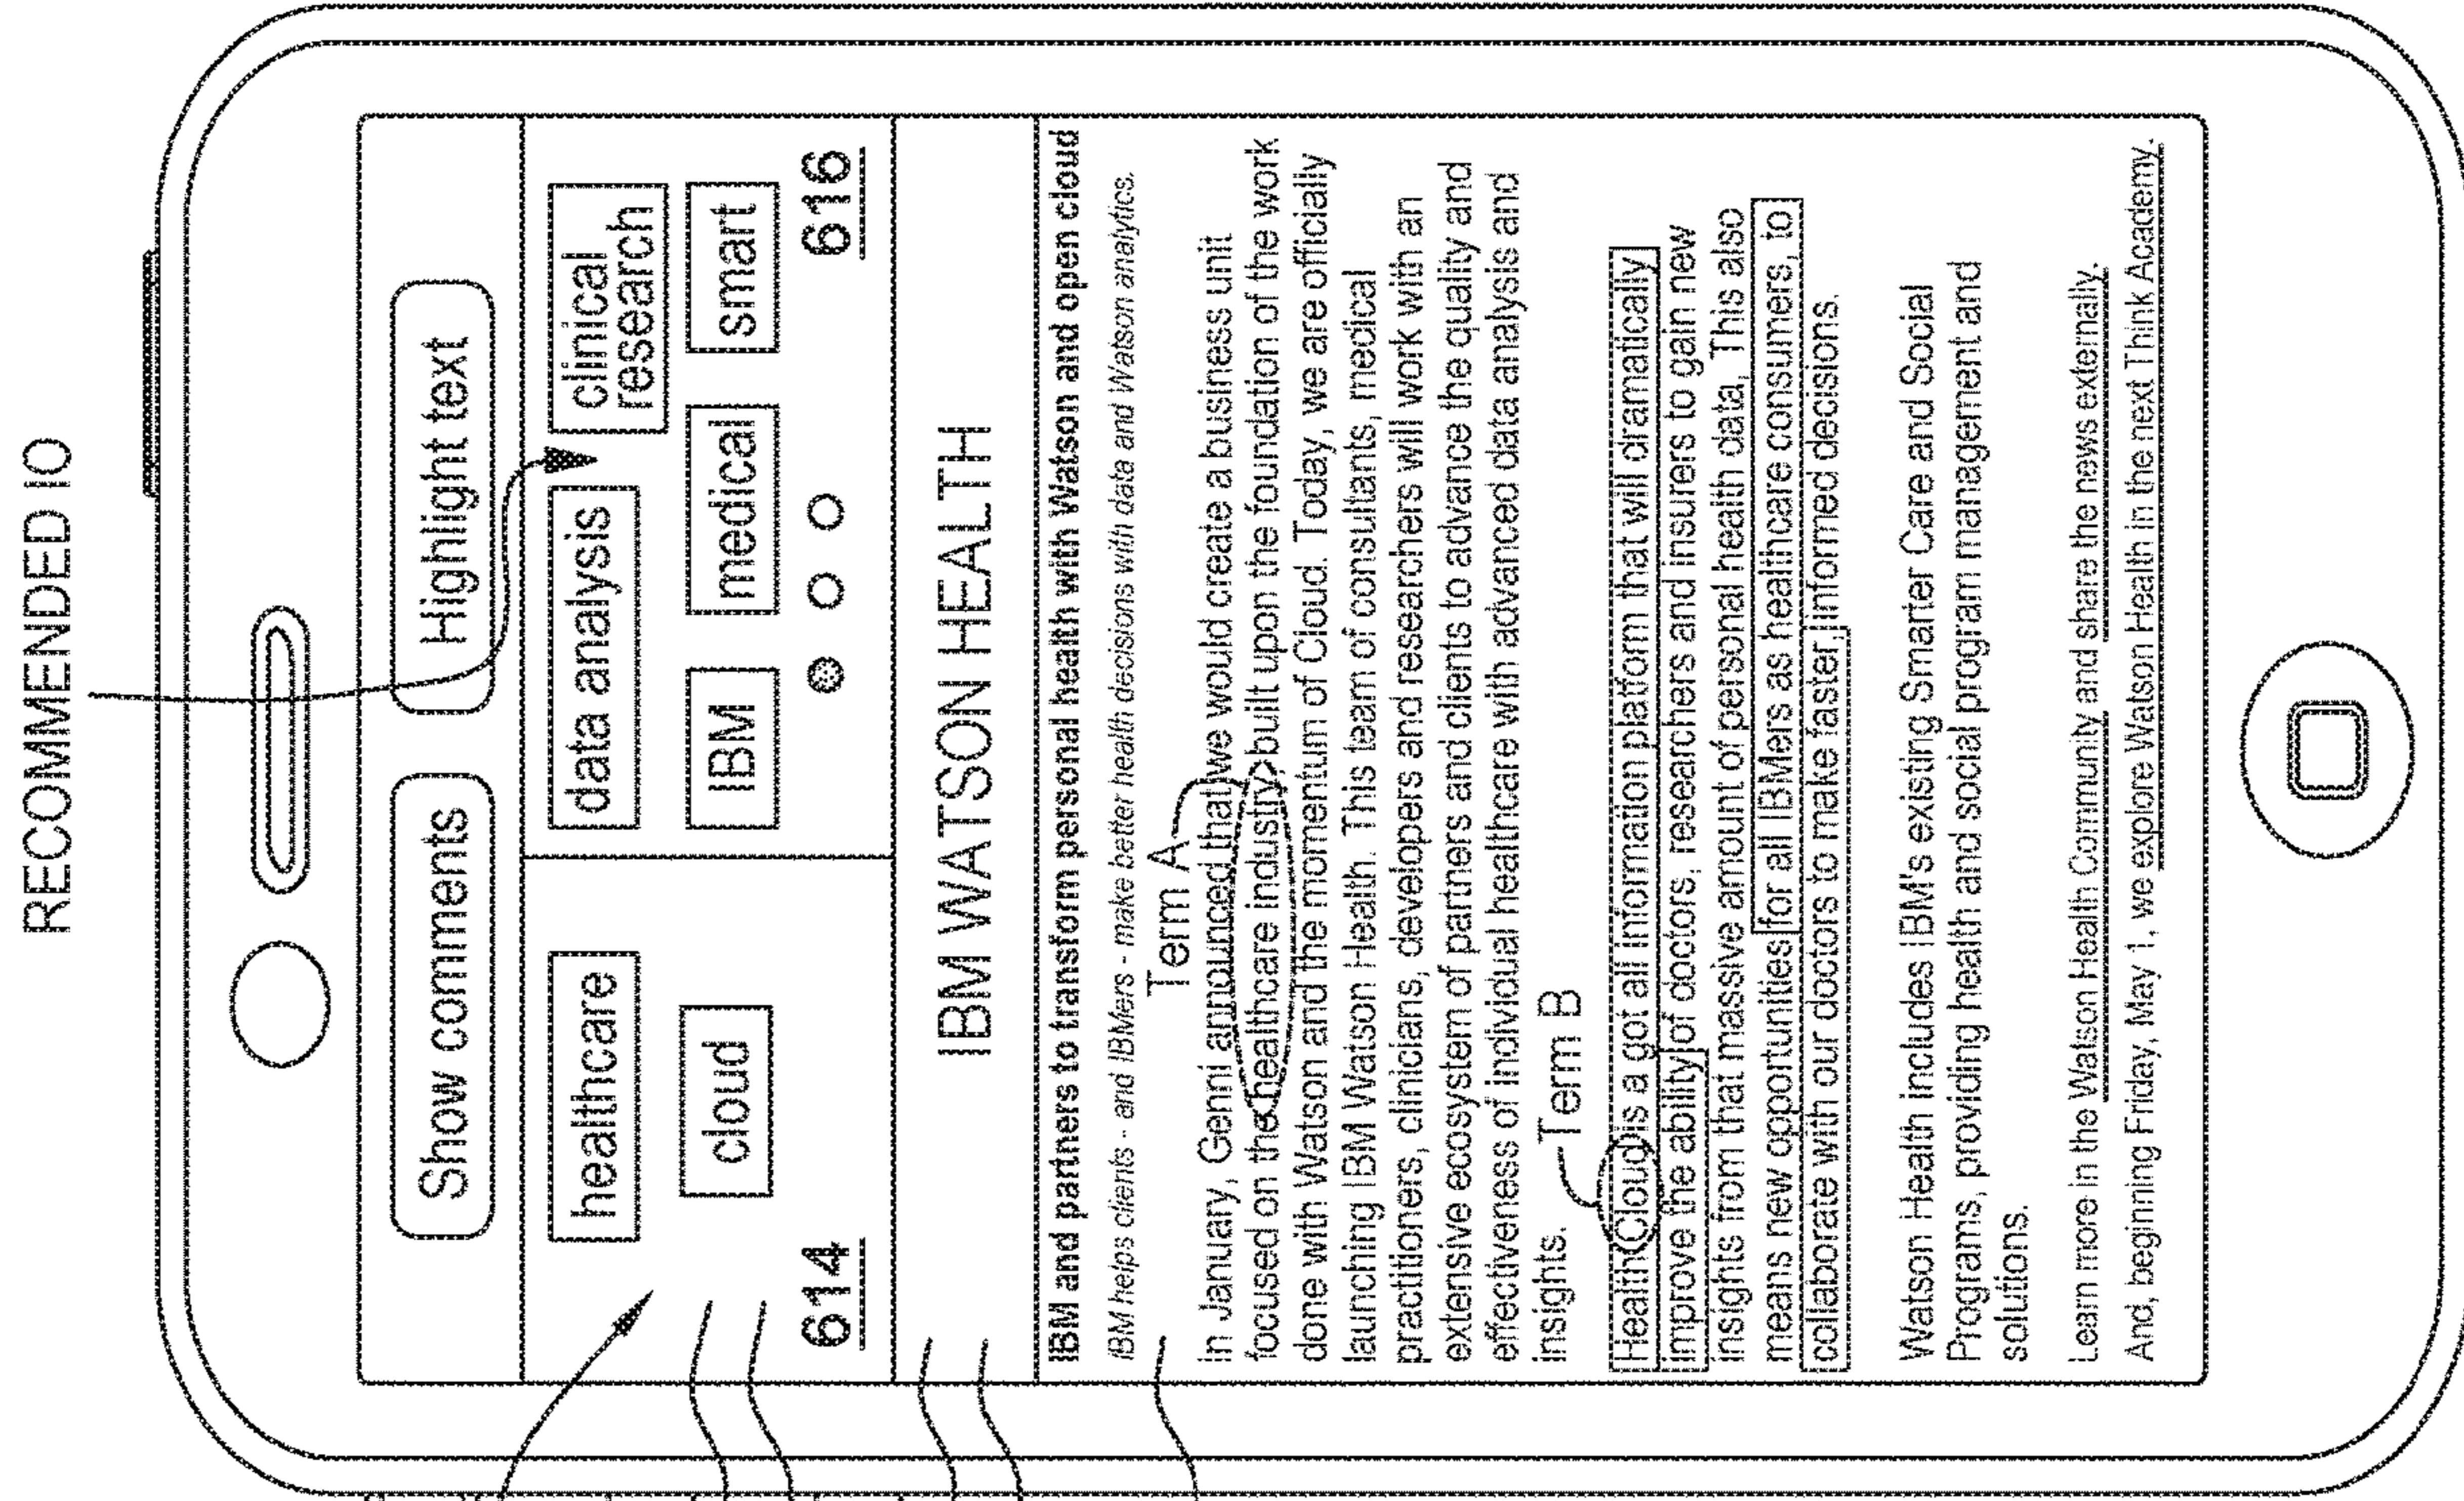 RECOMMENDED IO
Show comments
Highlight text
healthcare
cloud
614
data analysis
clinical
research
IBM
medical
smart
616
IBM WATSON HEALTH
IBM and partners to transform personal health with Watson and open cloud
IBM helps clients - and IBMers - make better health decisions with data and Watson analytics.
Term A
In January, Genni announced that we would create a business unit
focused on the healthcare industry built upon the foundation of the work
done with Watson and the momentum of Cloud. Today, we are officially
launching IBM Watson Health. This team of consultants, medical
practitioners, clinicians, developers and researchers will work with an
extensive ecosystem of partners and clients to advance the quality and
effectiveness of individual healthcare with advanced data analysis and
insights.
Term B
Health Cloud is a got all information platform that will dramatically
improve the ability of doctors, researchers and insurers to gain new
insights from that massive amount of personal health data. This also
means new opportunities for all IBMers as healthcare consumers, to
collaborate with our doctors to make faster, informed decisions.
Watson Health includes IBM's existing Smarter Care and Social
Programs, providing health and social program management and
solutions.
Learn more in the Watson Health Community and share the news externally.
And, beginning Friday, May 1, we explore Watson Health in the next Think Academy.